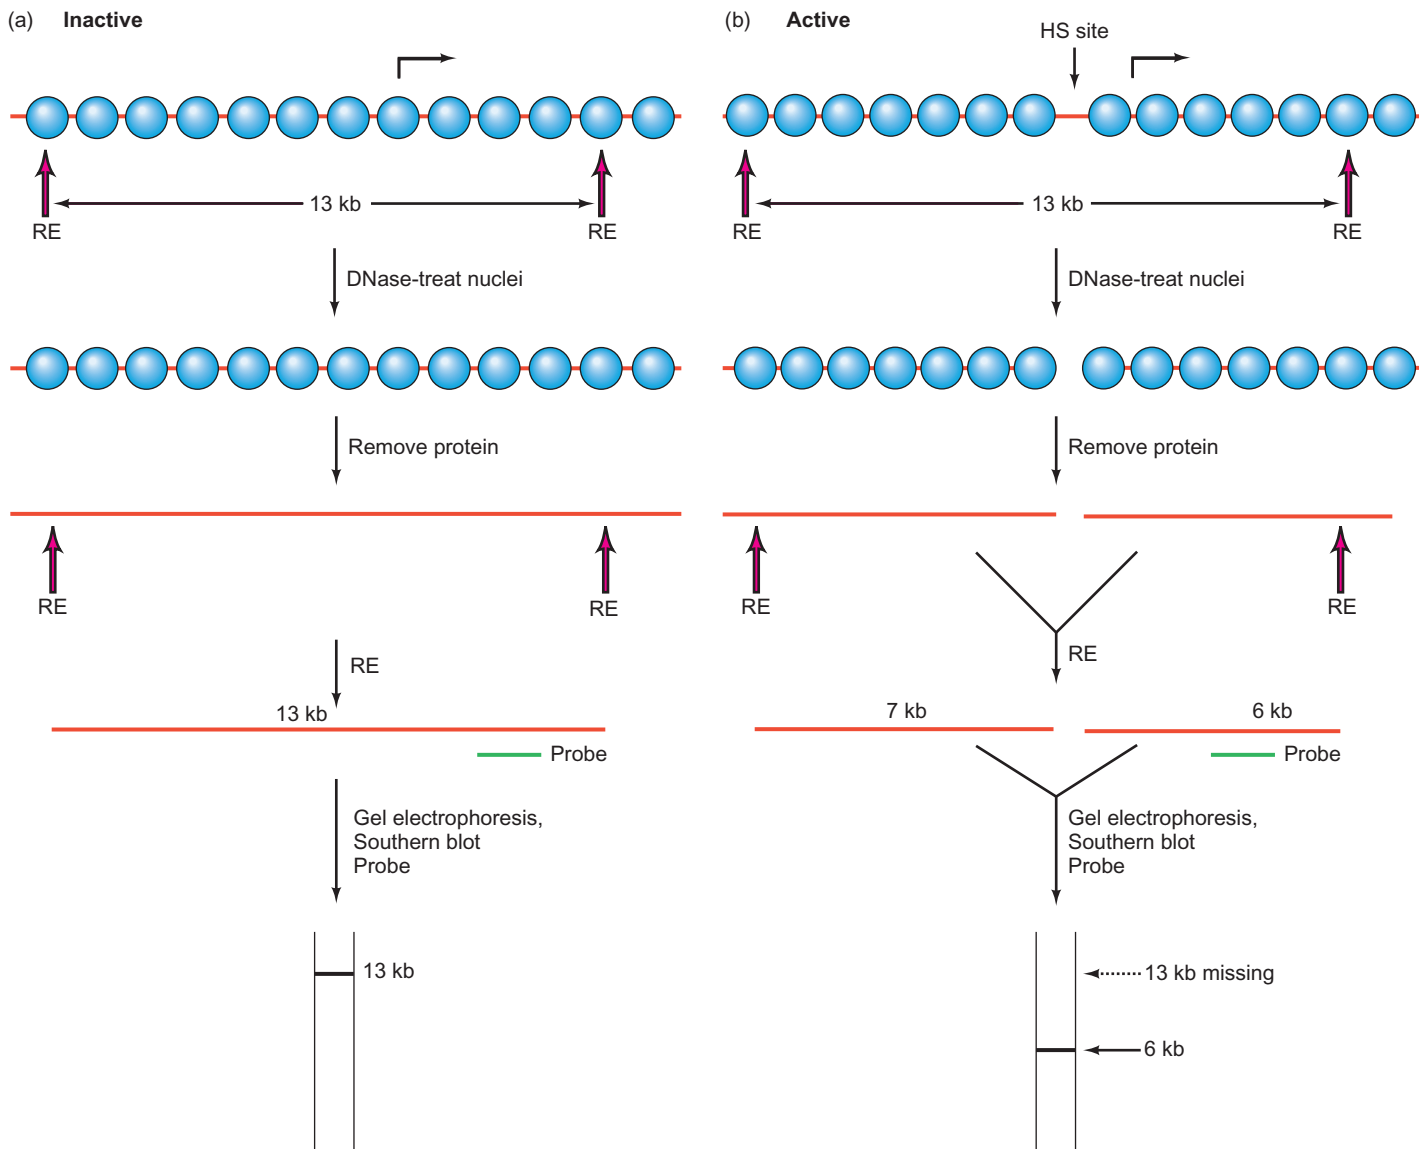 (a) Inactive
13 kb
RE
RE
DNase-treat nuclei
Remove protein
RE
RE
RE
13 kb
Probe
Gel electrophoresis,
Southern blot
Probe
13 kb
(b) Active
HS site
13 kb
RE
RE
DNase-treat nuclei
Remove protein
RE
RE
RE
7 kb
6 kb
Probe
Gel electrophoresis,
Southern blot
Probe
13 kb missing
6 kb